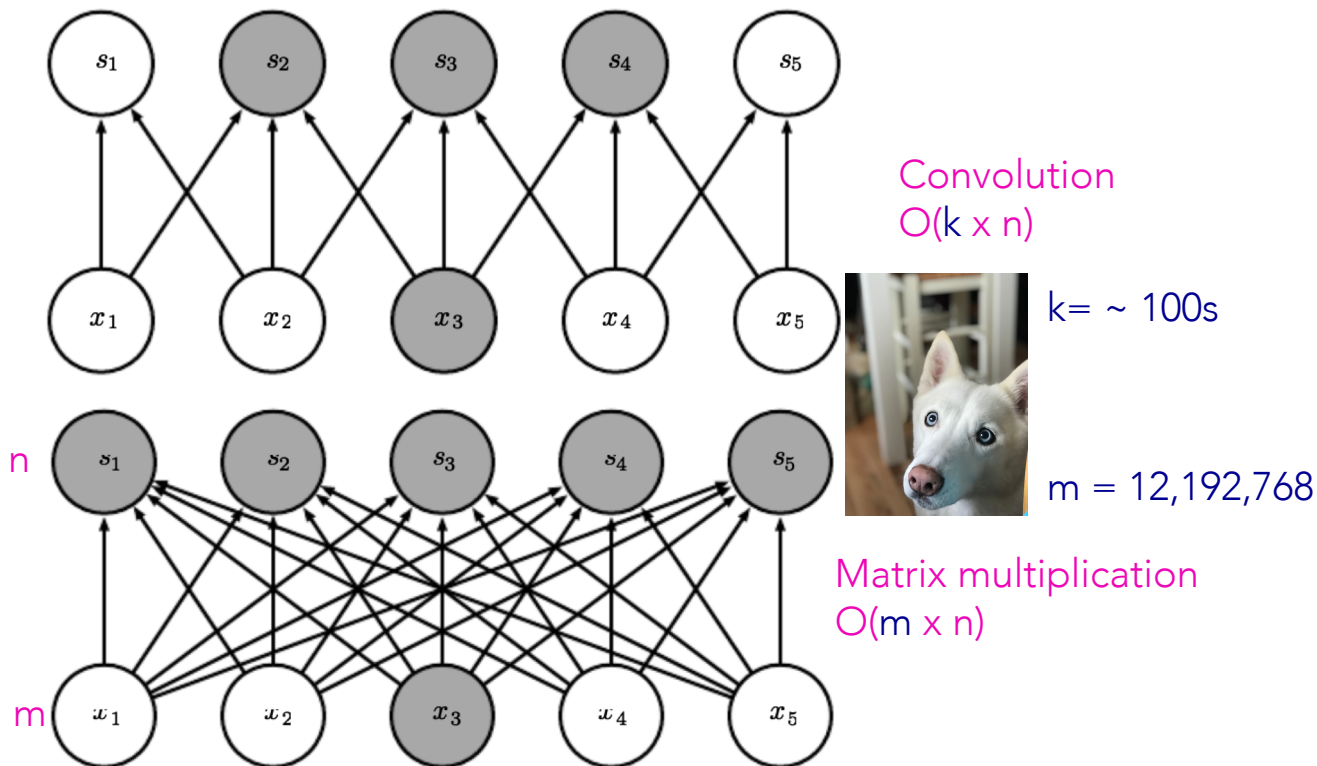 s1 s2 s3 s4 s5
Convolution
O(k x n)
x1 x2 x3 x4 x5
k= ~ 100s
n s1 s2 s3 s4 s5
m = 12,192,768
Matrix multiplication
O(m x n)
m x1 x2 x3 x4 x5